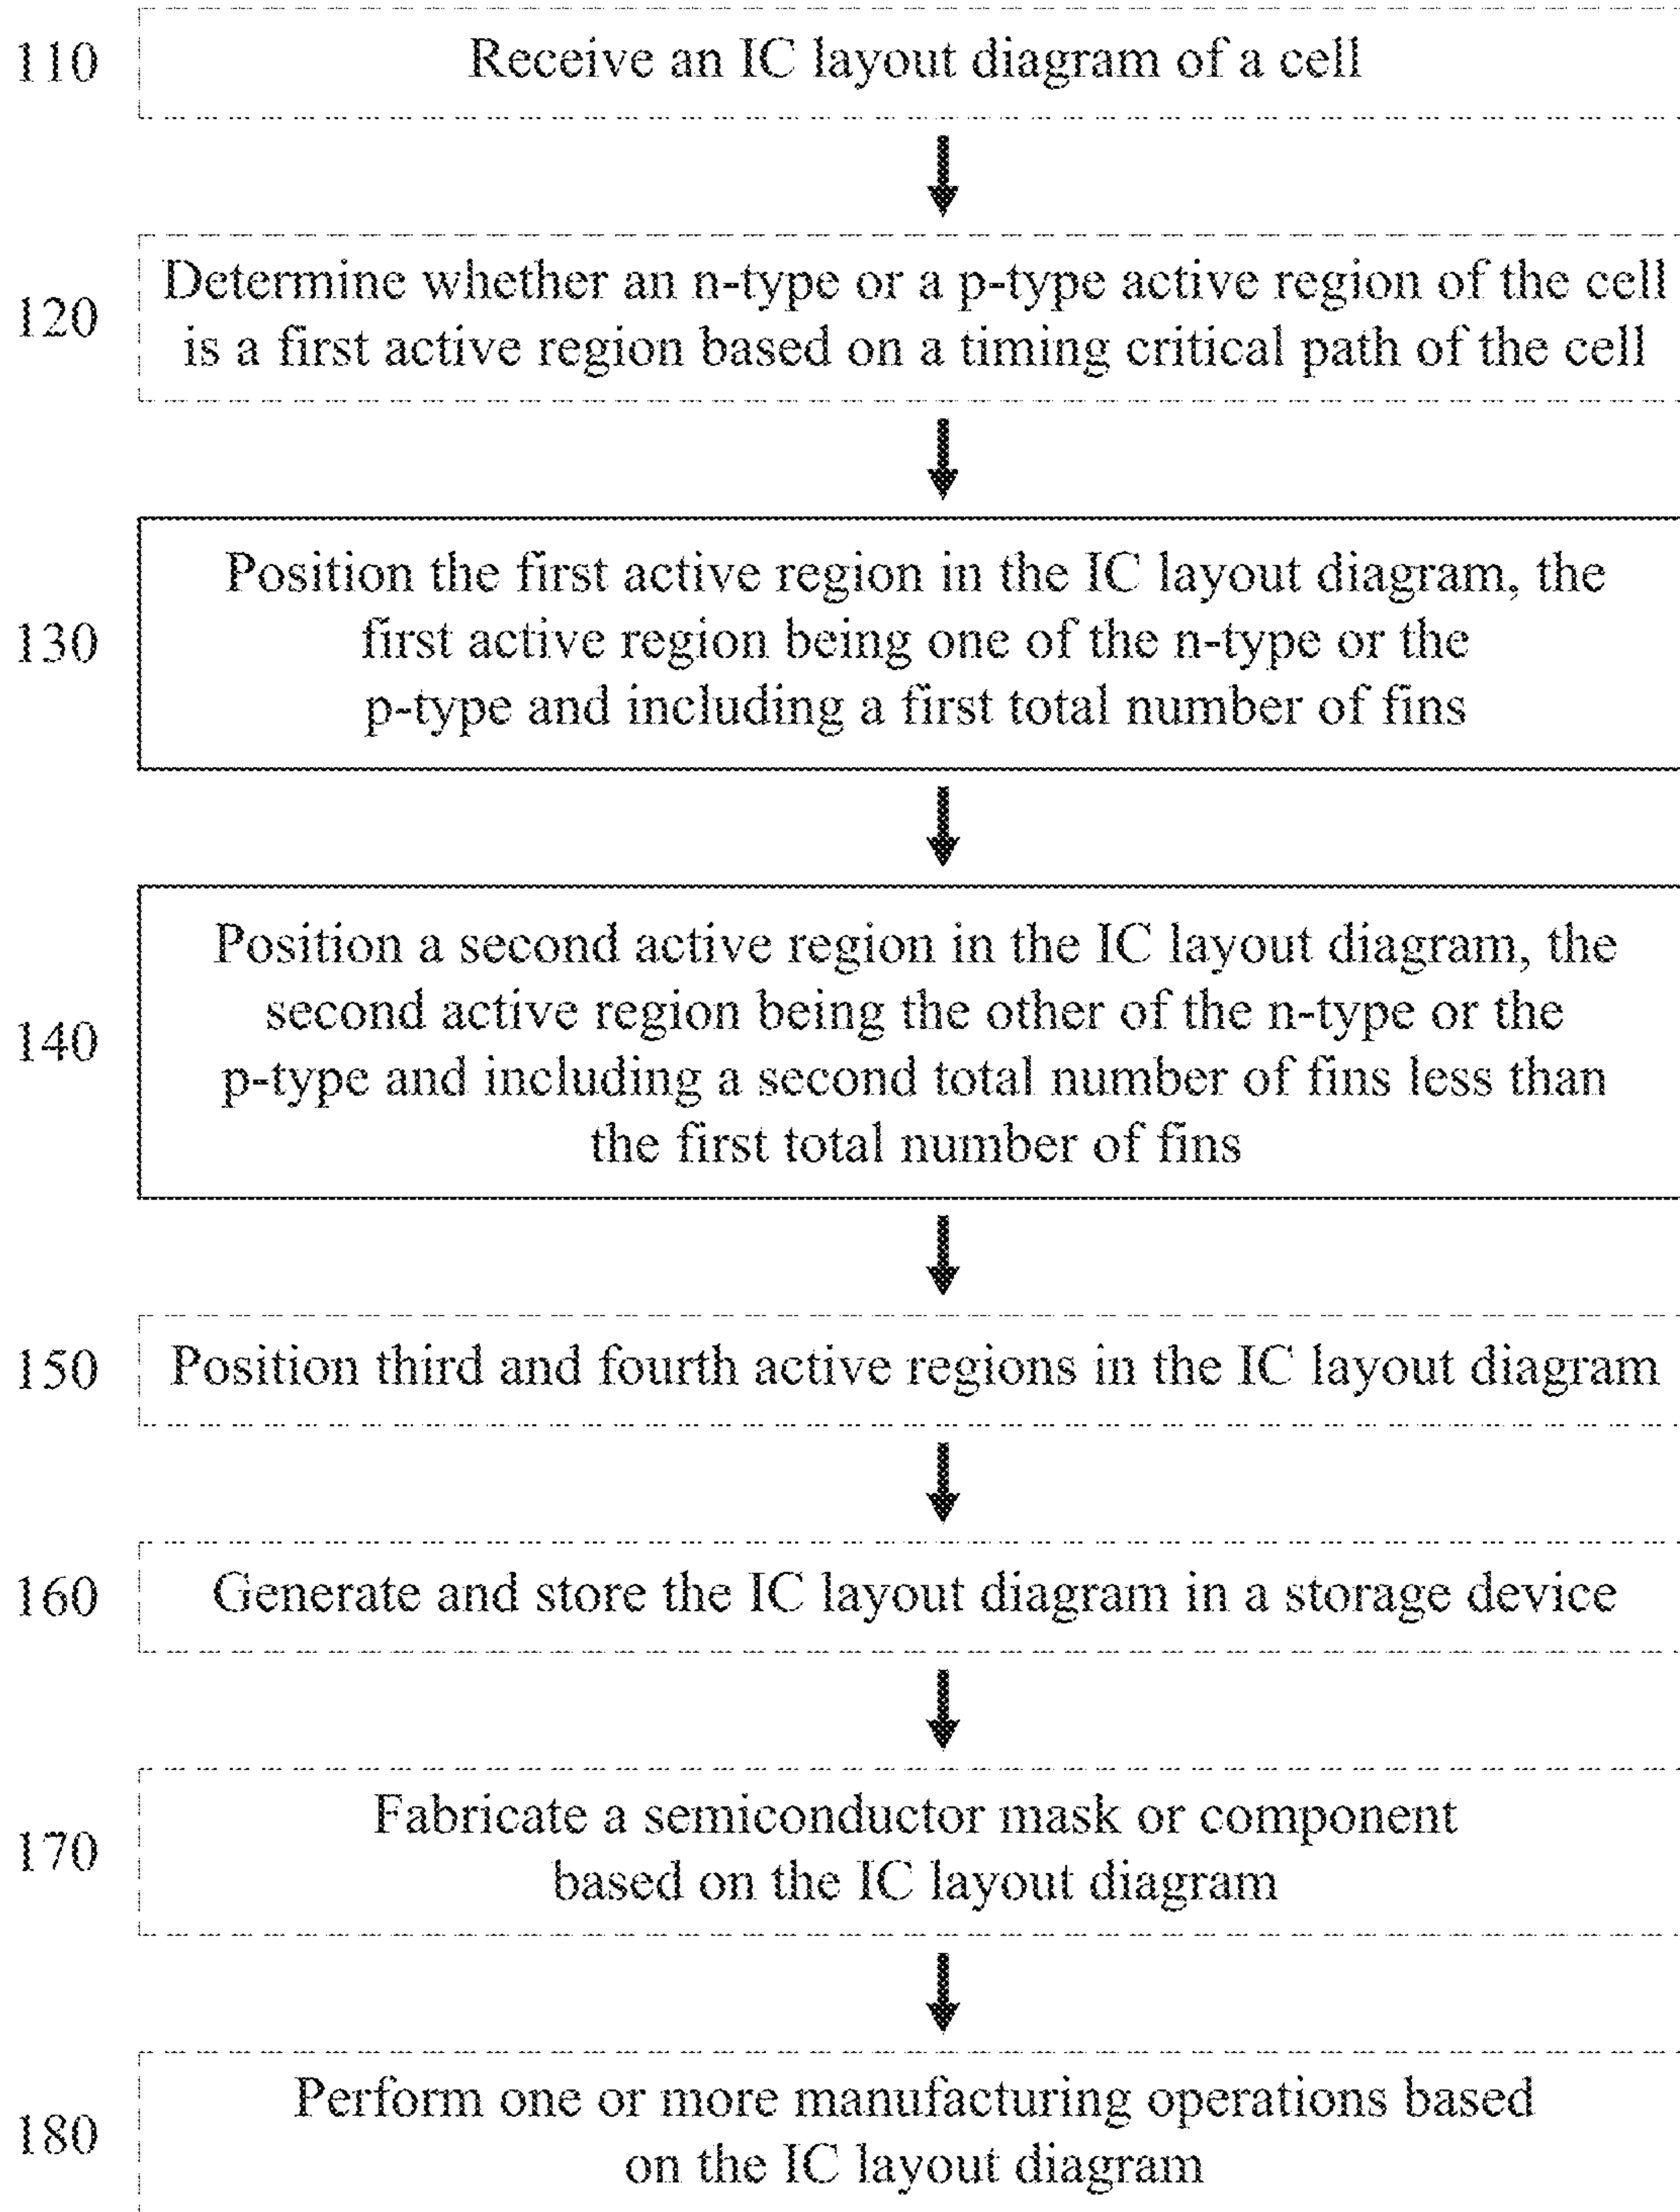 110
Receive an IC layout diagram of a cell
120
Determine whether an n-type or a p-type active region of the cell
is a first active region based on a timing critical path of the cell
130
Position the first active region in the IC layout diagram, the
first active region being one of the n-type or the
p-type and including a first total number of fins
140
Position a second active region in the IC layout diagram, the
second active region being the other of the n-type or the
p-type and including a second total number of fins less than
the first total number of fins
150
Position third and fourth active regions in the IC layout diagram
160
Generate and store the IC layout diagram in a storage device
170
Fabricate a semiconductor mask or component
based on the IC layout diagram
180
Perform one or more manufacturing operations based
on the IC layout diagram